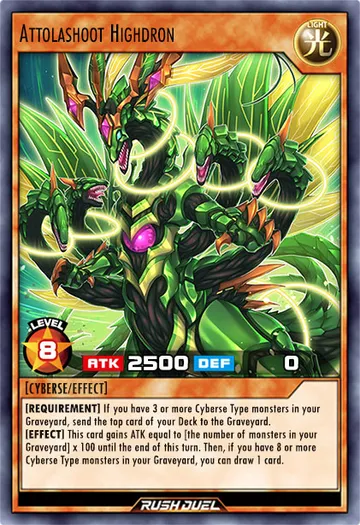 Attolashoot Highdron
LIGHT
光
LEVEL
8
ATK 2500 DEF 0
[CYBERSE/EFFECT]
[REQUIREMENT] If you have 3 or more Cyberse Type monsters in your
Graveyard, send the top card of your Deck to the Graveyard.
[EFFECT] This card gains ATK equal to [the number of monsters in your
Graveyard] x 100 until the end of this turn. Then, if you have 8 or more
Cyberse Type monsters in your Graveyard, you can draw 1 card.
RUSH DUEL